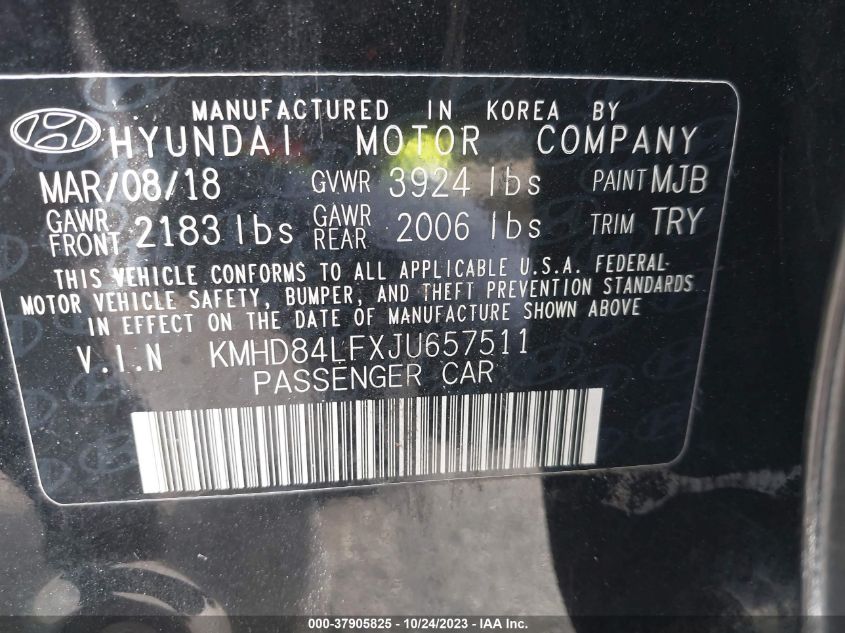 MANUFACTURED IN KOREA BY
HYUNDAI MOTOR COMPANY
MAR/08/18 GVWR 3924 lbs PAINT MJB
GAWR FRONT 2183 lbs GAWR REAR 2006 lbs TRIM TRY
THIS VEHICLE CONFORMS TO ALL APPLICABLE U.S.A. FEDERAL
MOTOR VEHICLE SAFETY, BUMPER, AND THEFT PREVENTION STANDARDS
IN EFFECT ON THE DATE OF MANUFACTURE SHOWN ABOVE
V.I.N KMHD84LFXJU657511
PASSENGER CAR
000-37905825 - 10/24/2023 - IAA Inc.